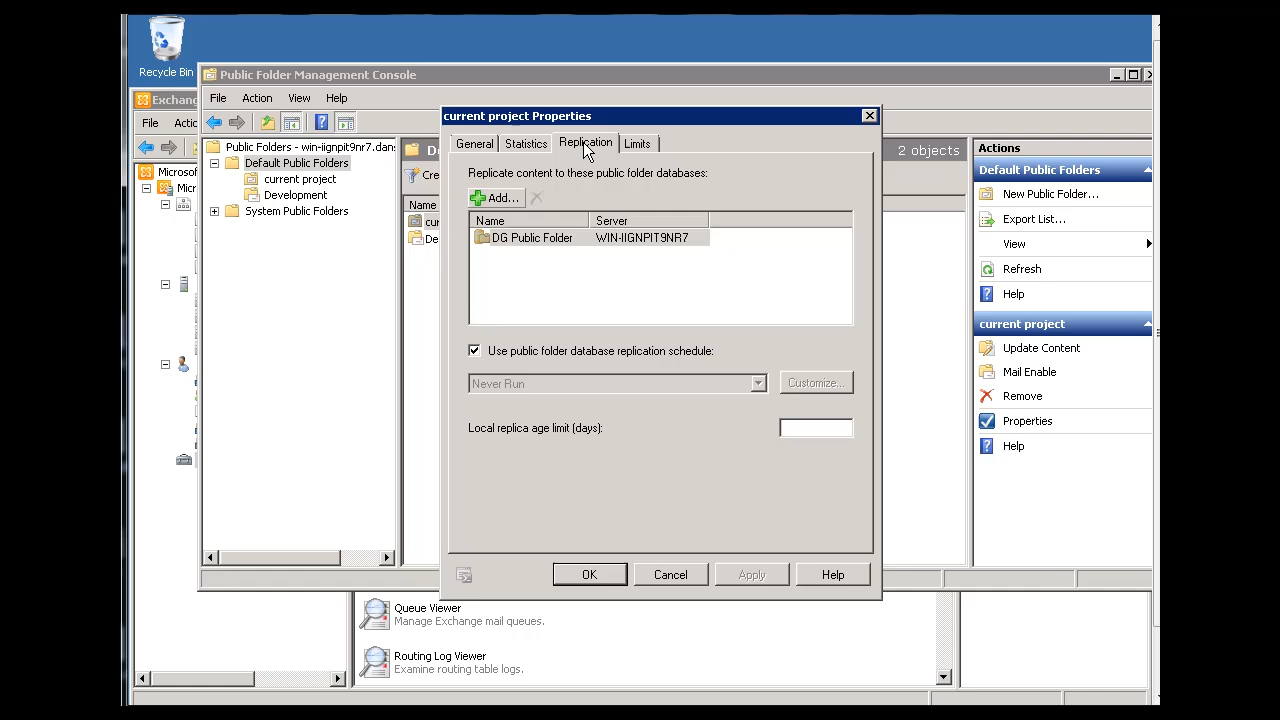 Recycle Bin
Public Folder Management Console
File Action View Help
Exchan
File Actio
Microsof
Micr
Public Folders - win-iignpit9nr7.dan
Default Public Folders
current project
Development
System Public Folders
2 objects
Cre
Name
cur
De
current project Properties
General Statistics Replication Limits
Replicate content to these public folder databases:
Add...
Name Server
DG Public Folder WIN-IIGNPIT9NR7
Use public folder database replication schedule:
Never Run
Customize...
Local replica age limit (days):
OK Cancel Apply Help
Actions
Default Public Folders
New Public Folder...
Export List...
View
Refresh
Help
current project
Update Content
Mail Enable
Remove
Properties
Help
Queue Viewer
Manage Exchange mail queues.
Routing Log Viewer
Examine routing table logs.